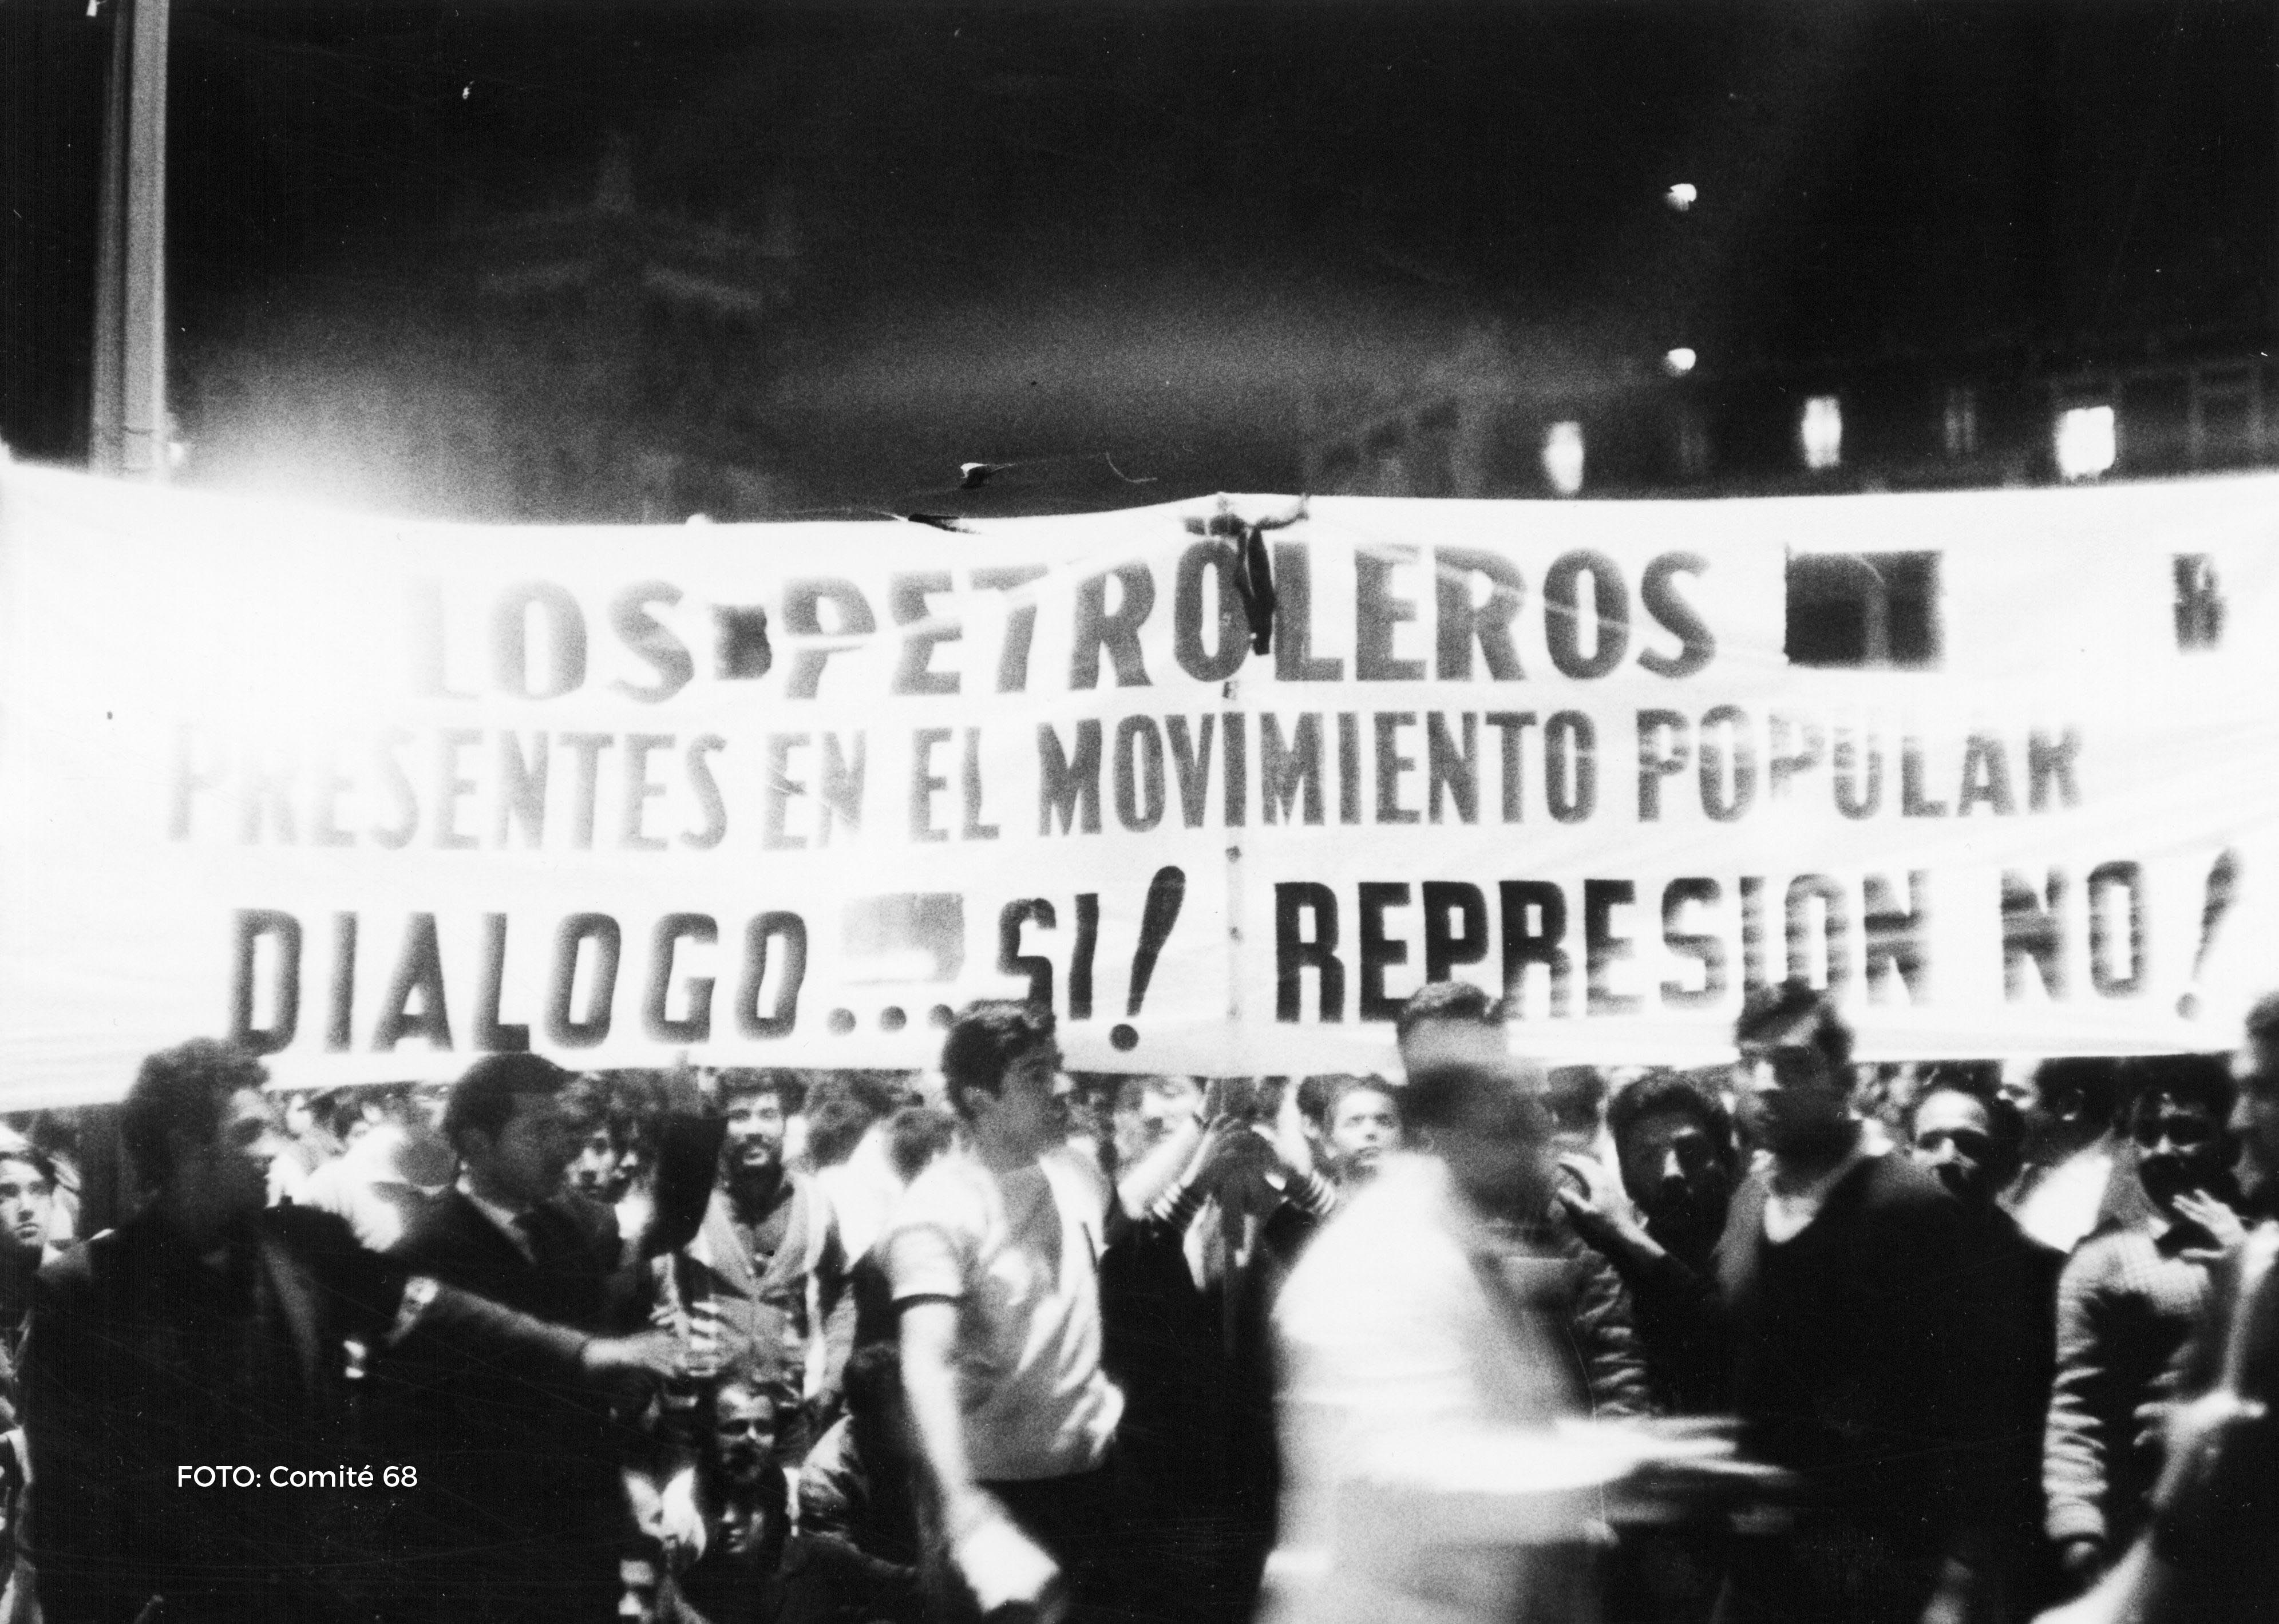 LOS PETROLEROS
PRESENTES EN EL MOVIMIENTO POPULAR
DIALOGO... SI! REPRESION NO!
FOTO: Comité 68